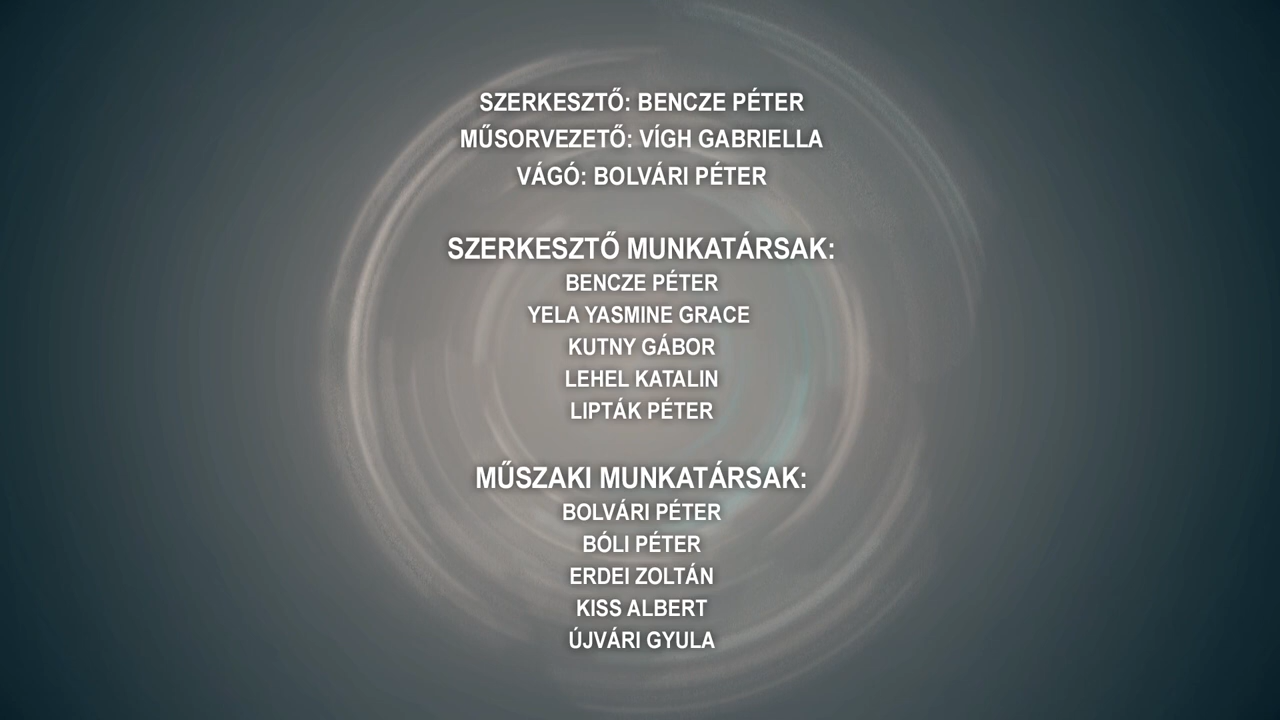 SZERKESZTŐ: BENCZE PÉTER
MŰSORVEZETŐ: VÍGH GABRIELLA
VÁGÓ: BOLVÁRI PÉTER
SZERKESZTŐ MUNKATÁRSAK:
BENCZE PÉTER
YELA YASMINE GRACE
KUTNY GÁBOR
LEHEL KATALIN
LIPTÁK PÉTER
MŰSZAKI MUNKATÁRSAK:
BOLVÁRI PÉTER
BÓLI PÉTER
ERDEI ZOLTÁN
KISS ALBERT
ÚJVÁRI GYULA